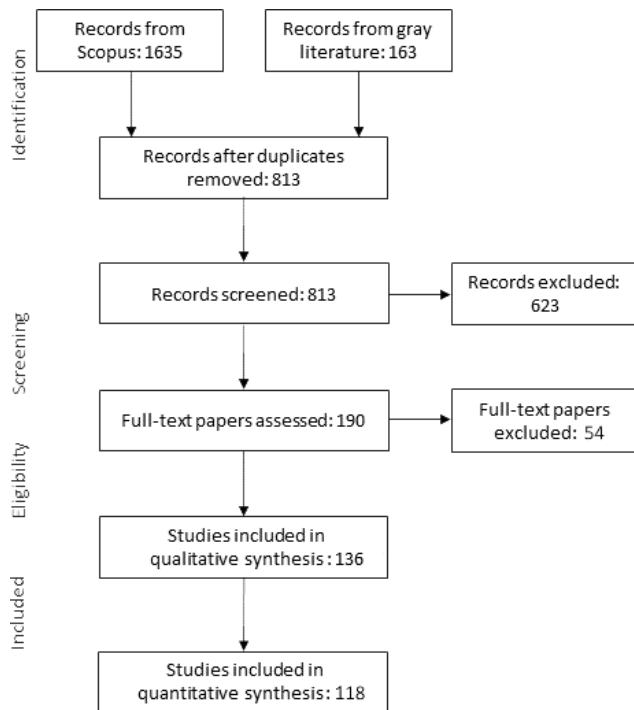 Identification
Records from
Scopus: 1635
Records from gray
literature: 163
Records after duplicates
removed: 813
Screening
Records screened: 813
Records excluded:
623
Eligibility
Full-text papers assessed: 190
Full-text papers
excluded: 54
Included
Studies included in
qualitative synthesis : 136
Studies included in
quantitative synthesis: 118